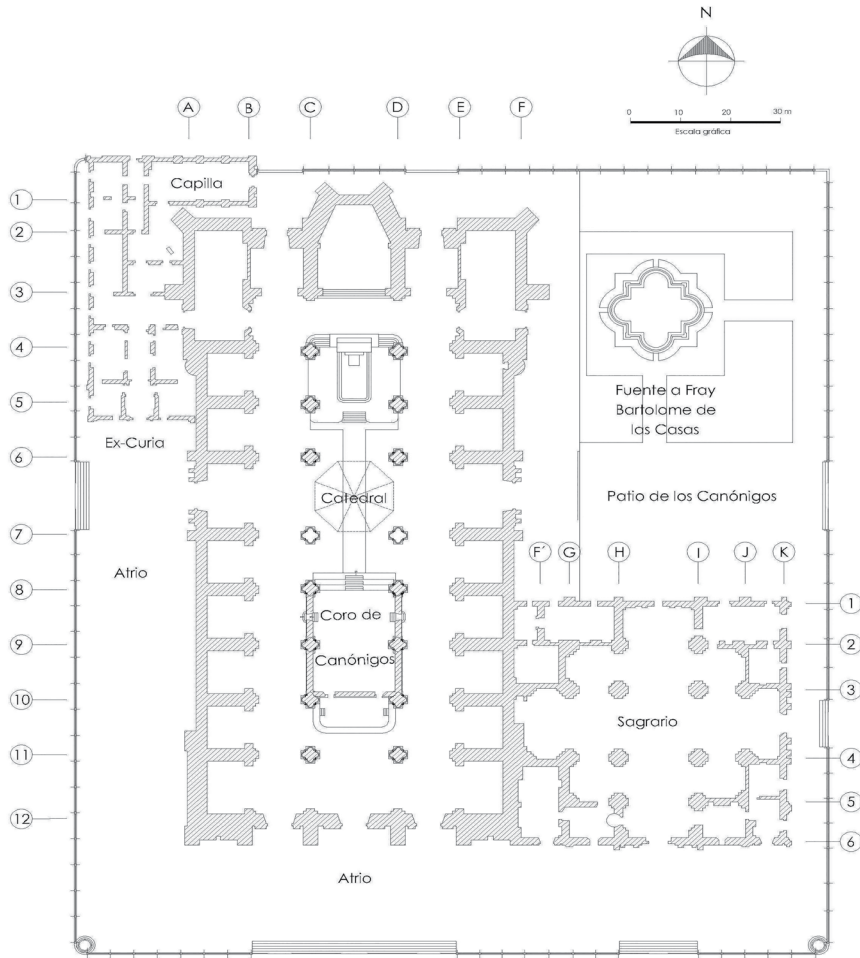 N
0 10 20 30 m
Escala gráfica
A B C D E F
Capilla
1
2
3
4
5
6
7
8
9
10
11
12
Fuente a Fray
Bartolome de
las Casas
Ex-Curia
Catedral
Patio de los Canónigos
Atrio
F´ G H I J K
Coro de
Canónigos
1
2
3
4
5
6
Sagrario
Atrio